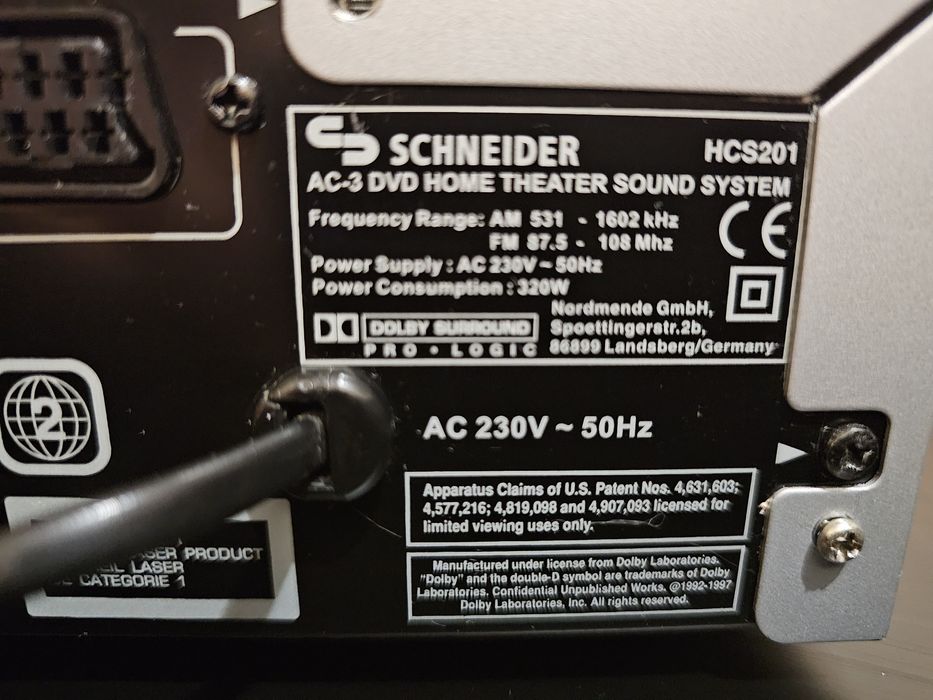 SCHNEIDER HCS201
AC-3 DVD HOME THEATER SOUND SYSTEM
Frequency Range: AM 531 - 1602 kHz
FM 87.5 - 108 Mhz
CE
Power Supply : AC 230V ~ 50Hz
Power Consumption : 320W
Nordmende GmbH,
Spoettingerstr.2b,
86899 Landsberg/Germany
DOLBY SURROUND
PRO • LOGIC
2
AC 230V ~ 50Hz
Apparatus Claims of U.S. Patent Nos. 4,631,603;
4,577,216; 4,819,098 and 4,907,093 licensed for
limited viewing uses only.
Manufactured under license from Dolby Laboratories.
"Dolby" and the double-D symbol are trademarks of Dolby
Laboratories. Confidential Unpublished Works. @1992-1997
Dolby Laboratories, Inc. All rights reserved.
PRODUCT
LASER
CATEGORIE 1